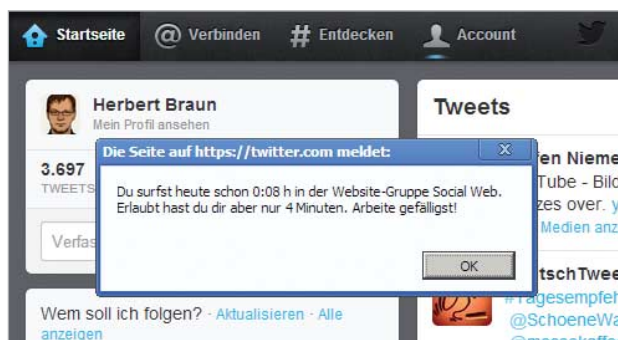 Startseite @ Verbinden # Entdecken Account
Herbert Braun
Mein Profil ansehen
3.697
TWEETS
Wem soll ich folgen? · Aktualisieren · Alle
anzeigen
Die Seite auf https://twitter.com meldet:
Du surfst heute schon 0:08 h in der Website-Gruppe Social Web.
Erlaubt hast du dir aber nur 4 Minuten. Arbeite gefälligst!
OK
Tweets
Tube - Bild
zes over.
Medien anz
@SchoeneWa